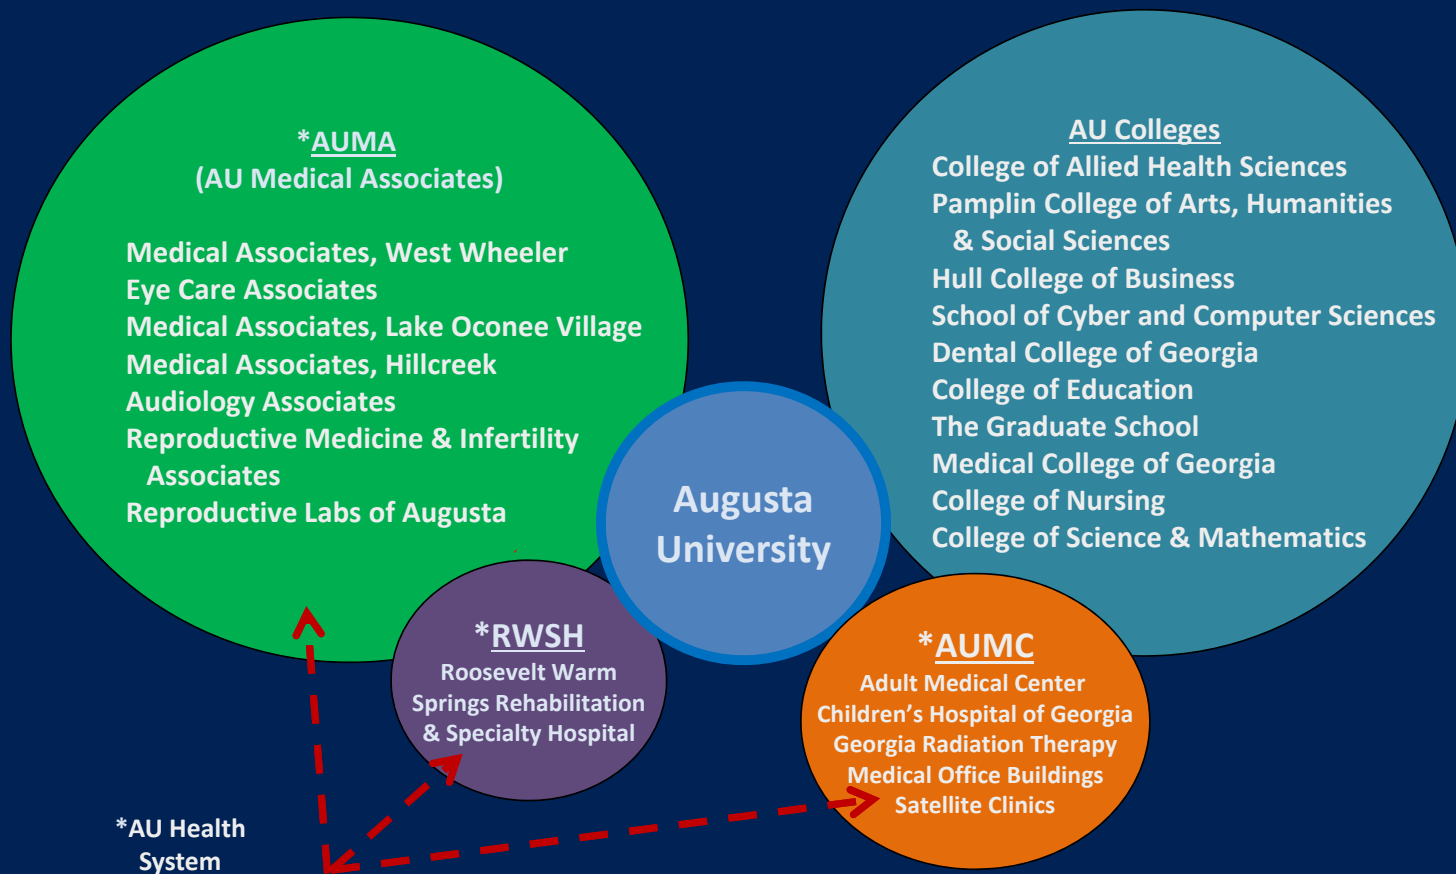 *AUMA
(AU Medical Associates)
Medical Associates, West Wheeler
Eye Care Associates
Medical Associates, Lake Oconee Village
Medical Associates, Hillcreek
Audiology Associates
Reproductive Medicine & Infertility
Associates
Reproductive Labs of Augusta
AU Colleges
College of Allied Health Sciences
Pamplin College of Arts, Humanities
& Social Sciences
Hull College of Business
School of Cyber and Computer Sciences
Dental College of Georgia
College of Education
The Graduate School
Medical College of Georgia
College of Nursing
College of Science & Mathematics
Augusta
University
*RWSH
Roosevelt Warm
Springs Rehabilitation
& Specialty Hospital
*AUMC
Adult Medical Center
Children’s Hospital of Georgia
Georgia Radiation Therapy
Medical Office Buildings
Satellite Clinics
*AU Health
System